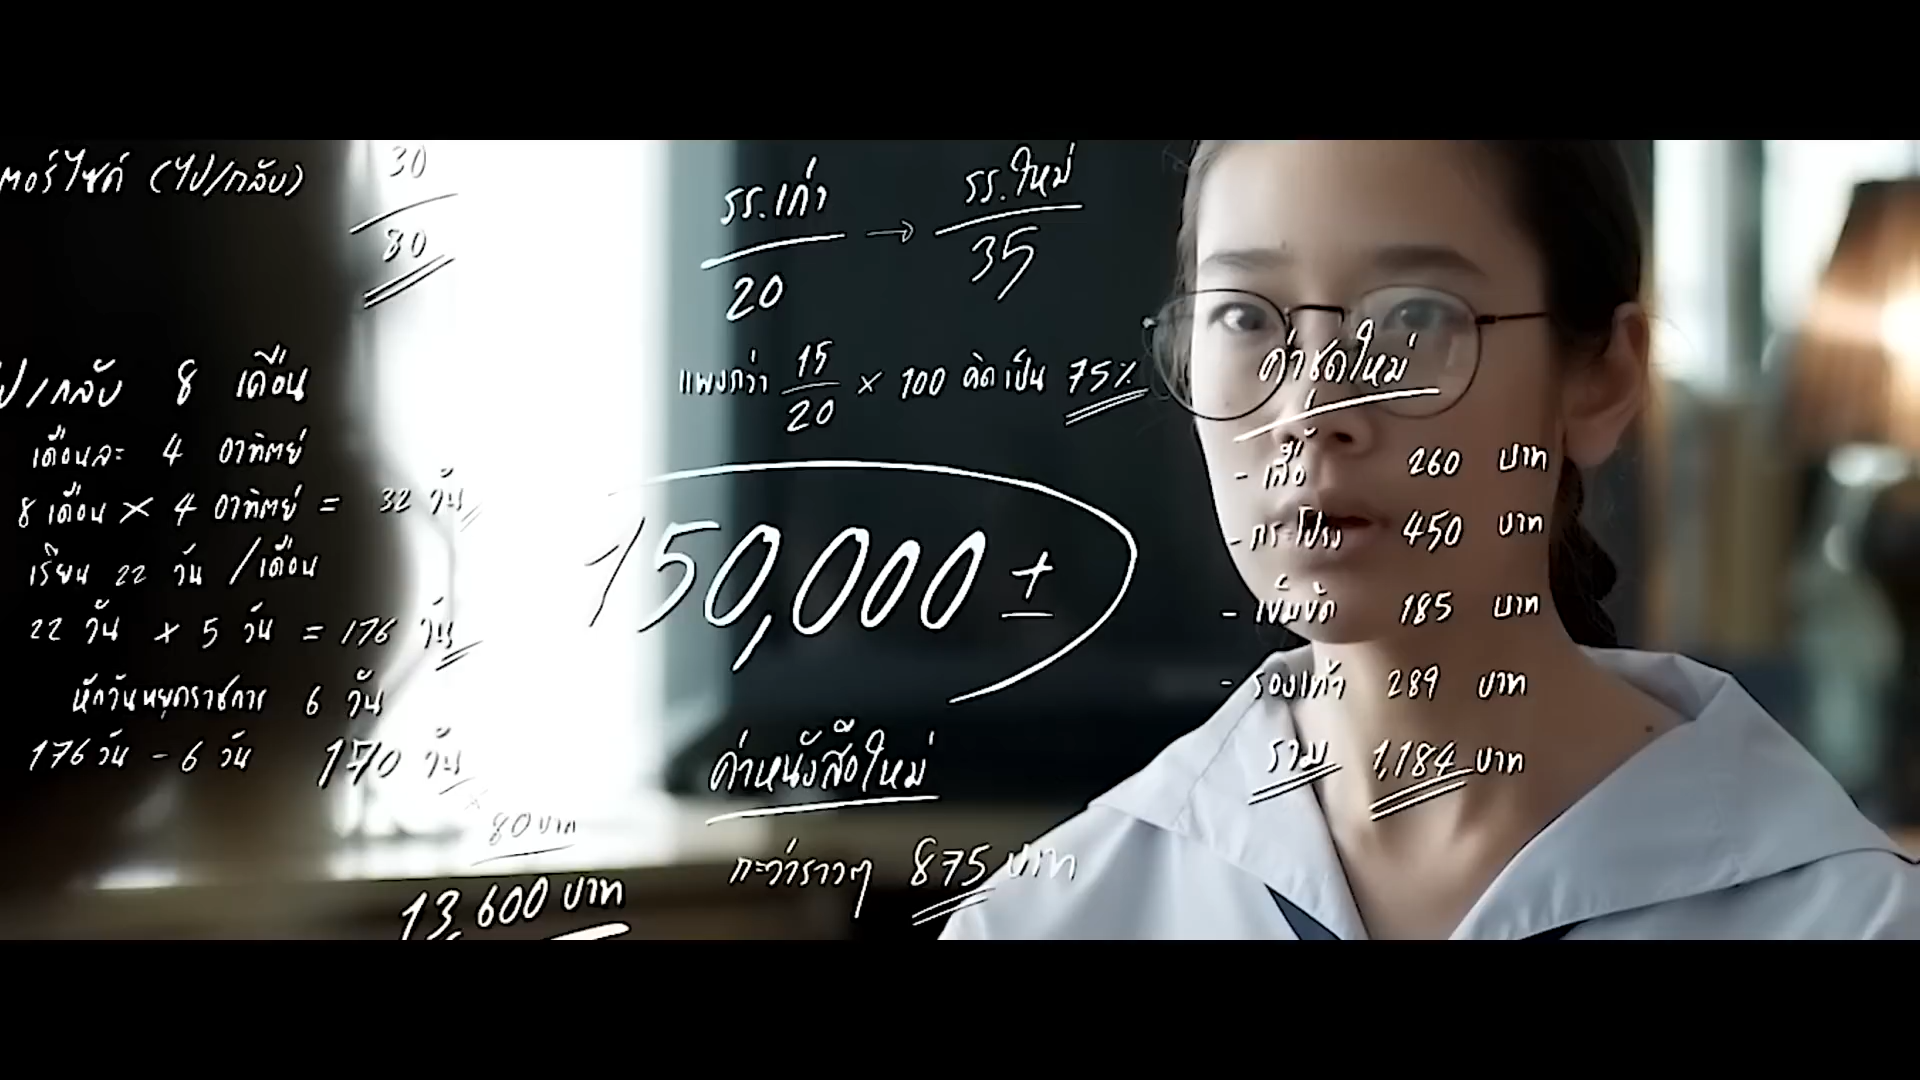 ตอร์ไซค์ (ไป/กลับ)
30
80
ไป/กลับ 8 เดือน
เดือนละ 4 อาทิตย์
8 เดือน × 4 อาทิตย์ = 32 วัน
เรียน 22 วัน /เดือน
22 วัน × 5 วัน = 176 วัน
หักวันหยุดราชการ 6 วัน
176 วัน - 6 วัน 170 วัน
× 80 บาท
13,600 บาท
รร.เก่า → รร.ใหม่
20 35
แพงกว่า 15/20 × 100 คิดเป็น 75%
150,000 ±
ค่าหนังสือใหม่
กะว่าราวๆ 875 บาท
ค่าชุดใหม่
- เสื้อ 260 บาท
- กระโปรง 450 บาท
- เข็มขัด 185 บาท
- รองเท้า 289 บาท
รวม 1,184 บาท